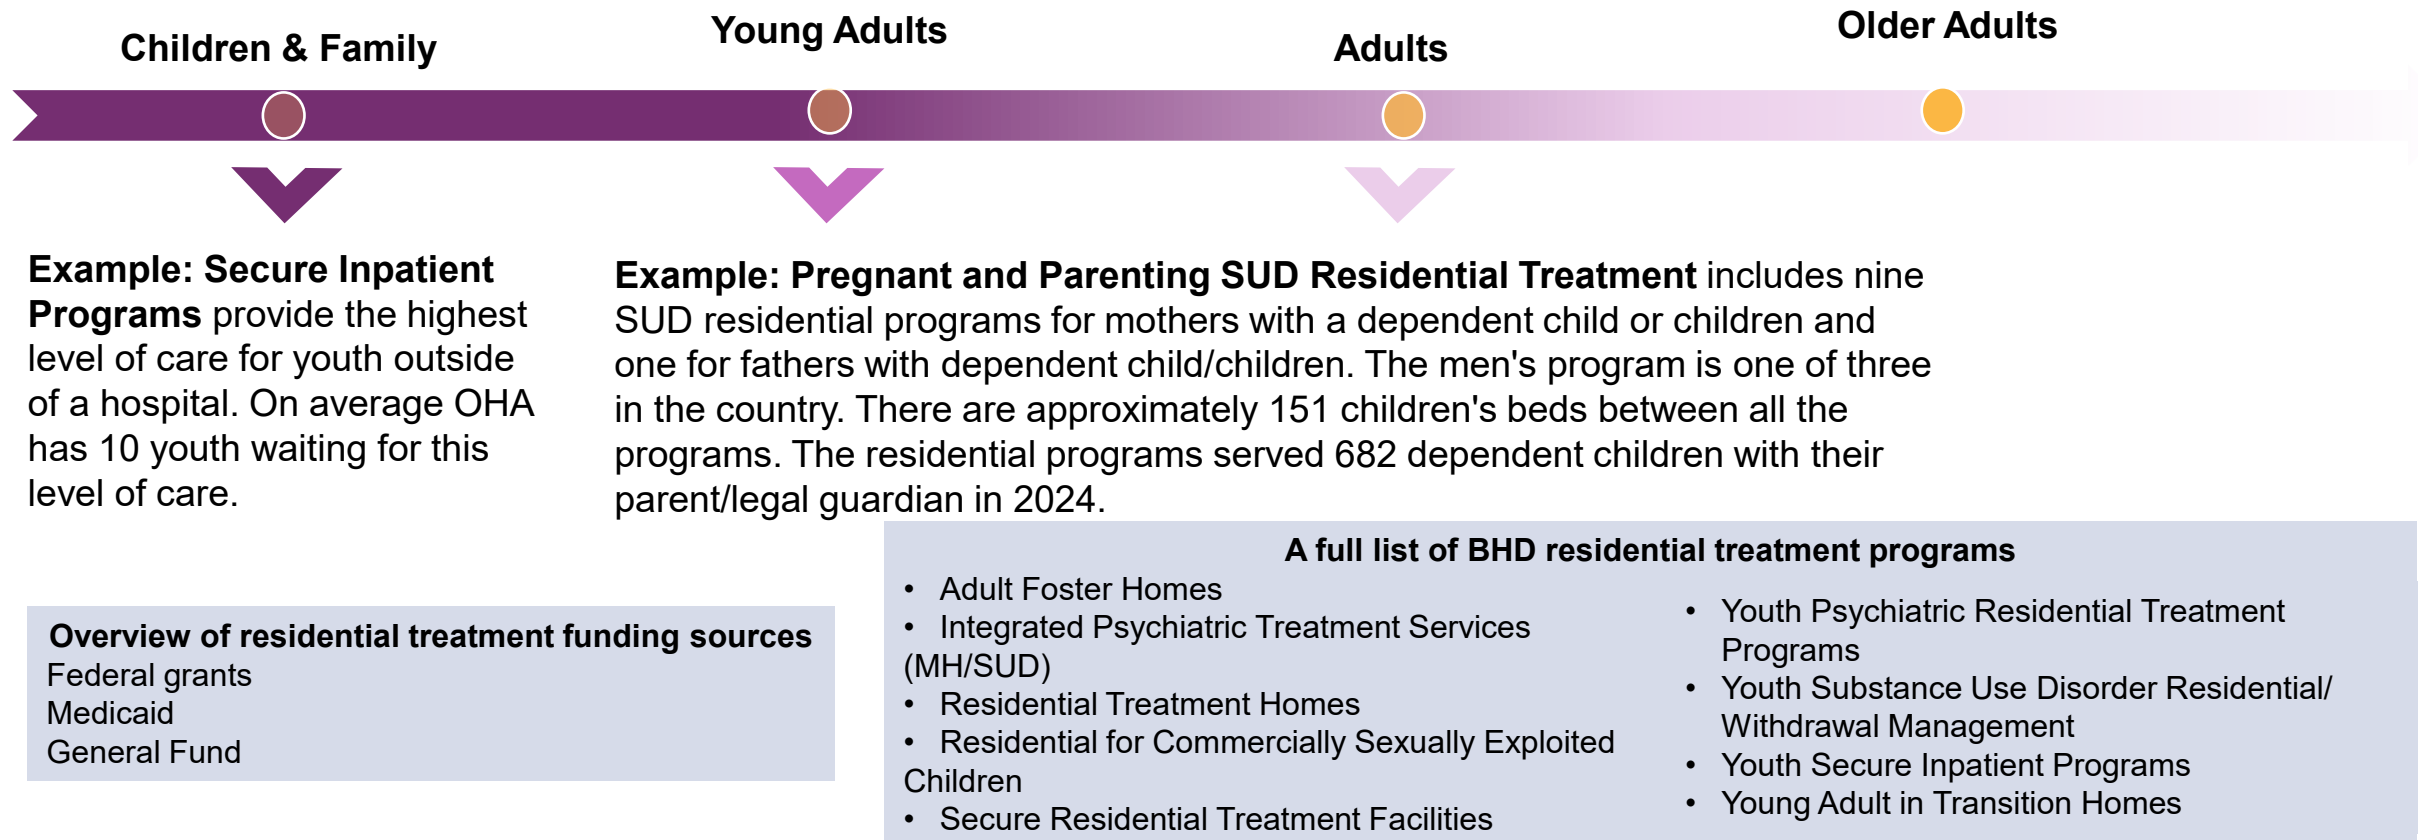 Children & Family
Young Adults
Adults
Older Adults
Example: Secure Inpatient
Programs provide the highest
level of care for youth outside
of a hospital. On average OHA
has 10 youth waiting for this
level of care.
Example: Pregnant and Parenting SUD Residential Treatment includes nine
SUD residential programs for mothers with a dependent child or children and
one for fathers with dependent child/children. The men's program is one of three
in the country. There are approximately 151 children's beds between all the
programs. The residential programs served 682 dependent children with their
parent/legal guardian in 2024.
Overview of residential treatment funding sources
Federal grants
Medicaid
General Fund
A full list of BHD residential treatment programs
• Adult Foster Homes
• Integrated Psychiatric Treatment Services
(MH/SUD)
• Residential Treatment Homes
• Residential for Commercially Sexually Exploited
Children
• Secure Residential Treatment Facilities
• Youth Psychiatric Residential Treatment
Programs
• Youth Substance Use Disorder Residential/
Withdrawal Management
• Youth Secure Inpatient Programs
• Young Adult in Transition Homes